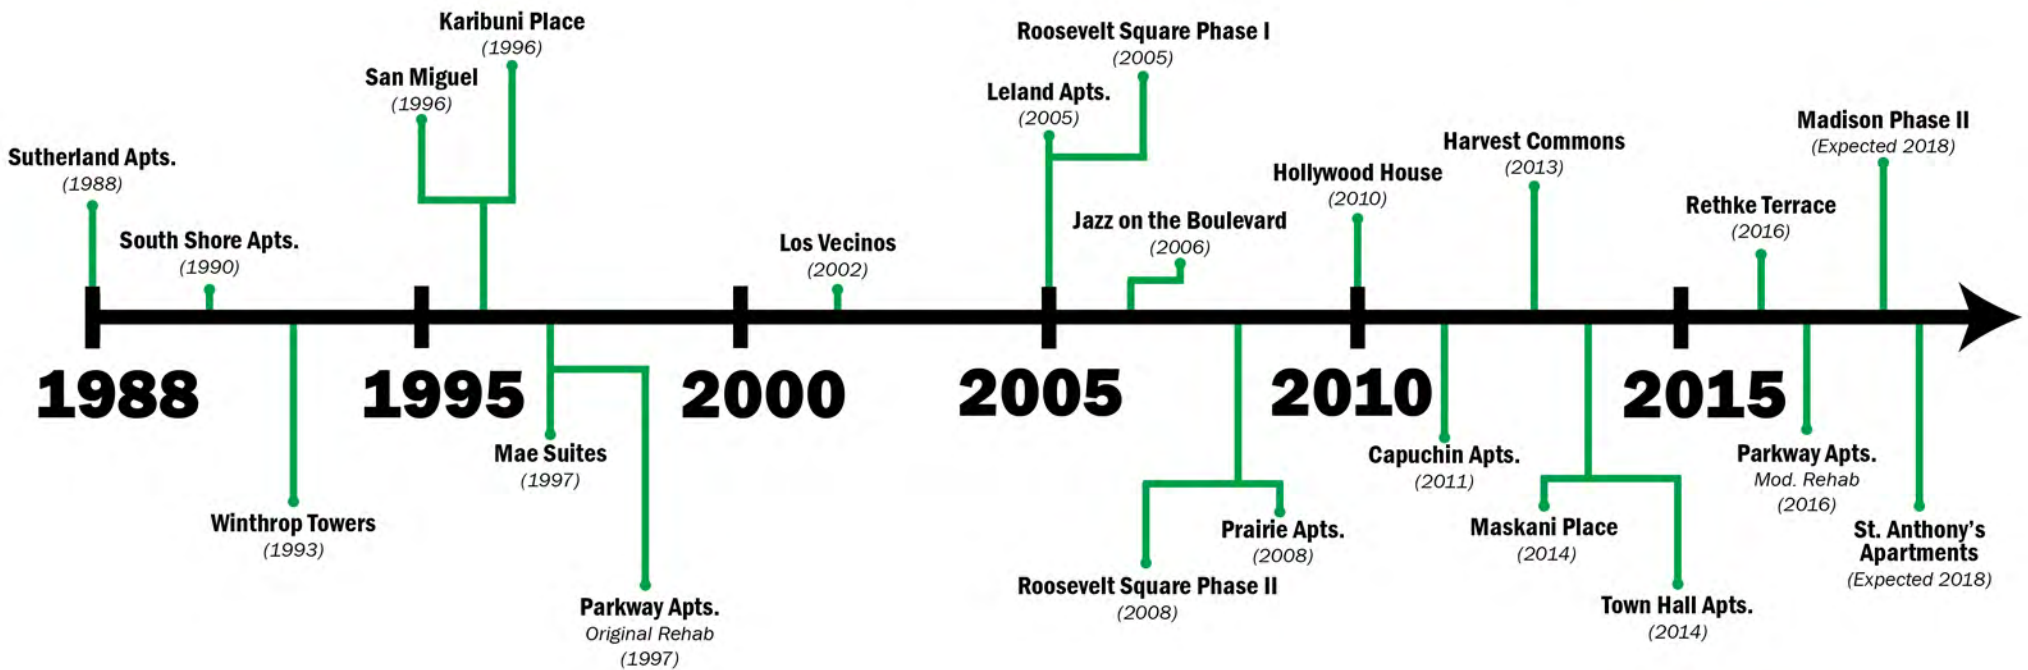 Karibuni Place
(1996)
San Miguel
(1996)
Sutherland Apts.
(1988)
South Shore Apts.
(1990)
Los Vecinos
(2002)
Roosevelt Square Phase I
(2005)
Leland Apts.
(2005)
Jazz on the Boulevard
(2006)
Hollywood House
(2010)
Harvest Commons
(2013)
Rethke Terrace
(2016)
Madison Phase II
(Expected 2018)
1988
1995
2000
2005
2010
2015
Winthrop Towers
(1993)
Mae Suites
(1997)
Parkway Apts.
Original Rehab
(1997)
Roosevelt Square Phase II
(2008)
Prairie Apts.
(2008)
Capuchin Apts.
(2011)
Maskani Place
(2014)
Town Hall Apts.
(2014)
Parkway Apts.
Mod. Rehab
(2016)
St. Anthony's
Apartments
(Expected 2018)